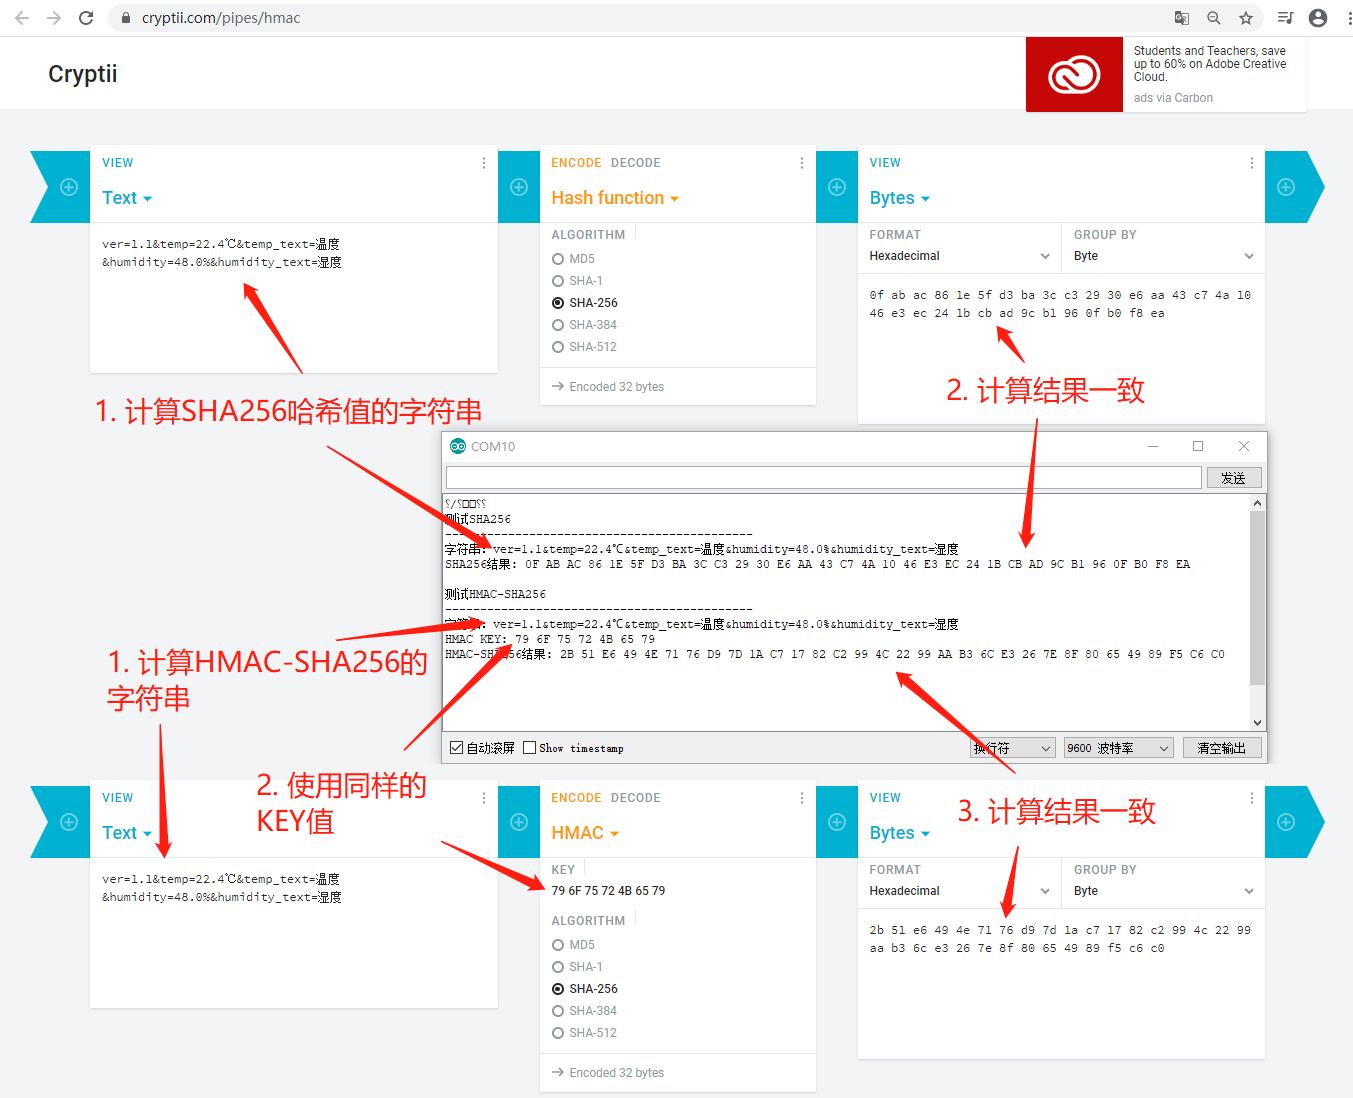 cryptii.com/pipes/hmac
Cryptii
Students and Teachers, save
up to 60% on Adobe Creative
Cloud.
ads via Carbon
VIEW
Text
ver=1.1&temp=22.4℃&temp_text=温度
&humidity=48.0%&humidity_text=湿度
ENCODE DECODE
Hash function
ALGORITHM
MD5
SHA-1
SHA-256
SHA-384
SHA-512
→ Encoded 32 bytes
VIEW
Bytes
FORMAT
Hexadecimal
GROUP BY
Byte
0f ab ac 86 1e 5f d3 ba 3c c3 29 30 e6 aa 43 c7 4a 10
46 e3 ec 24 1b cb ad 9c b1 96 0f b0 f8 ea
1. 计算SHA256哈希值的字符串
2. 计算结果一致
COM10
发送
测试SHA256
--------------------------------------------
字符串: ver=1.1&temp=22.4℃&temp_text=温度&humidity=48.0%&humidity_text=湿度
SHA256结果: 0F AB AC 86 1E 5F D3 BA 3C C3 29 30 E6 AA 43 C7 4A 10 46 E3 EC 24 1B CB AD 9C B1 96 0F B0 F8 EA
测试HMAC-SHA256
--------------------------------------------
字符串: ver=1.1&temp=22.4℃&temp_text=温度&humidity=48.0%&humidity_text=湿度
HMAC KEY: 79 6F 75 72 4B 65 79
HMAC-SHA256结果: 2B 51 E6 49 4E 71 76 D9 7D 1A C7 17 82 C2 99 4C 22 99 AA B3 6C E3 26 7E 8F 80 65 49 89 F5 C6 C0
自动滚屏 Show timestamp
换行符
9600 波特率
清空输出
1. 计算HMAC-SHA256的
字符串
2. 使用同样的
KEY值
3. 计算结果一致
VIEW
Text
ver=1.1&temp=22.4℃&temp_text=温度
&humidity=48.0%&humidity_text=湿度
ENCODE DECODE
HMAC
KEY
79 6F 75 72 4B 65 79
ALGORITHM
MD5
SHA-1
SHA-256
SHA-384
SHA-512
→ Encoded 32 bytes
VIEW
Bytes
FORMAT
Hexadecimal
GROUP BY
Byte
2b 51 e6 49 4e 71 76 d9 7d 1a c7 17 82 c2 99 4c 22 99
aa b3 6c e3 26 7e 8f 80 65 49 89 f5 c6 c0